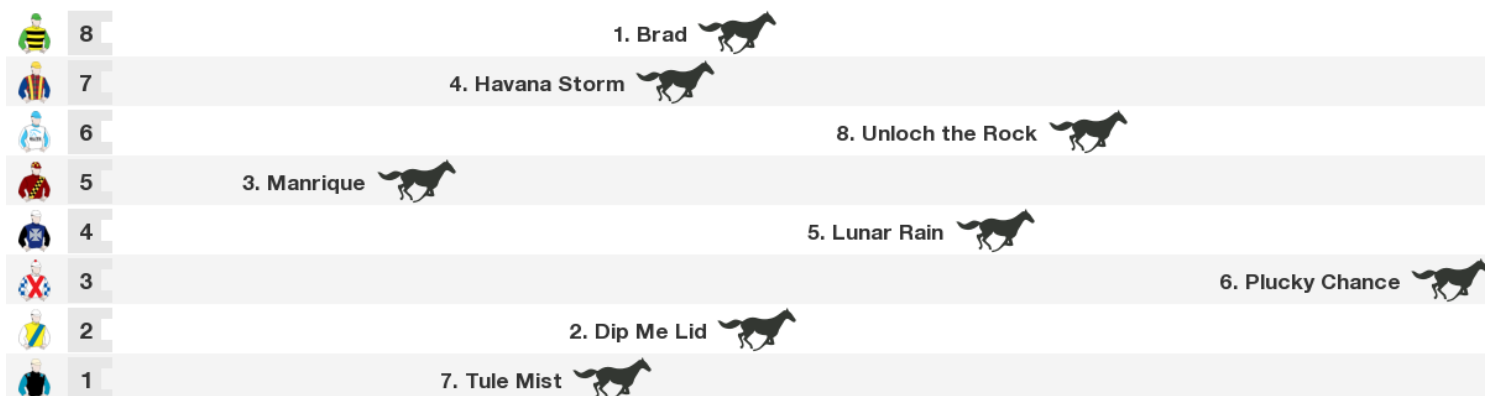 8 1. Brad
7 4. Havana Storm
6 8. Unloch the Rock
5 3. Manrique
4 5. Lunar Rain
3 6. Plucky Chance
2 2. Dip Me Lid
1 7. Tule Mist